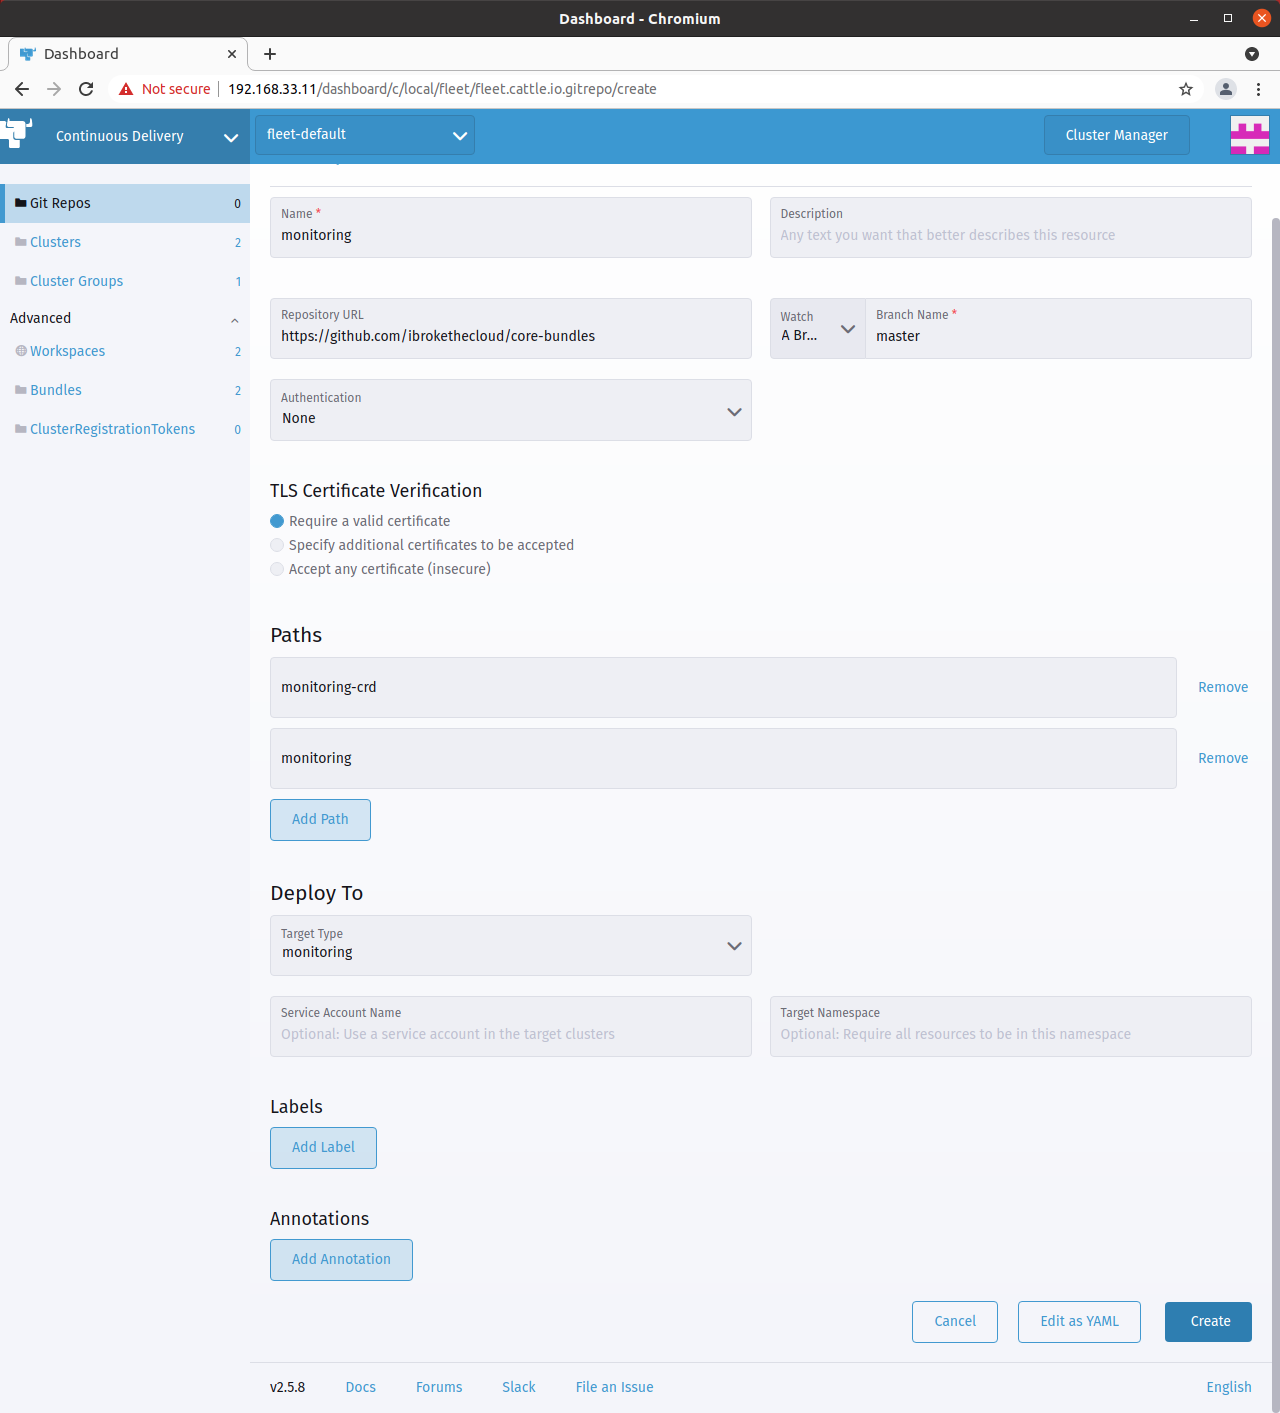 Dashboard - Chromium
Dashboard
Not secure | 192.168.33.11/dashboard/c/local/fleet/fleet.cattle.io.gitrepo/create
Continuous Delivery
fleet-default
Cluster Manager
Git Repos 0
Clusters 2
Cluster Groups 1
Advanced
Workspaces 2
Bundles 2
ClusterRegistrationTokens 0
Name *
monitoring
Description
Any text you want that better describes this resource
Repository URL
https://github.com/ibrokethecloud/core-bundles
Watch
A Br...
Branch Name *
master
Authentication
None
TLS Certificate Verification
Require a valid certificate
Specify additional certificates to be accepted
Accept any certificate (insecure)
Paths
monitoring-crd
Remove
monitoring
Remove
Add Path
Deploy To
Target Type
monitoring
Service Account Name
Optional: Use a service account in the target clusters
Target Namespace
Optional: Require all resources to be in this namespace
Labels
Add Label
Annotations
Add Annotation
Cancel
Edit as YAML
Create
v2.5.8
Docs
Forums
Slack
File an Issue
English